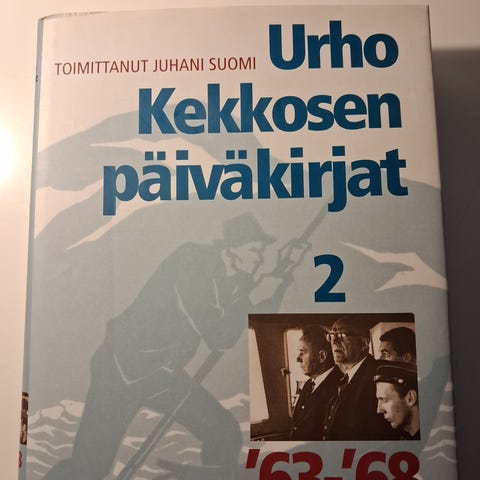 TOIMITTANUT JUHANI SUOMI Urho
Kekkosen
päiväkirjat
2
'63-'68